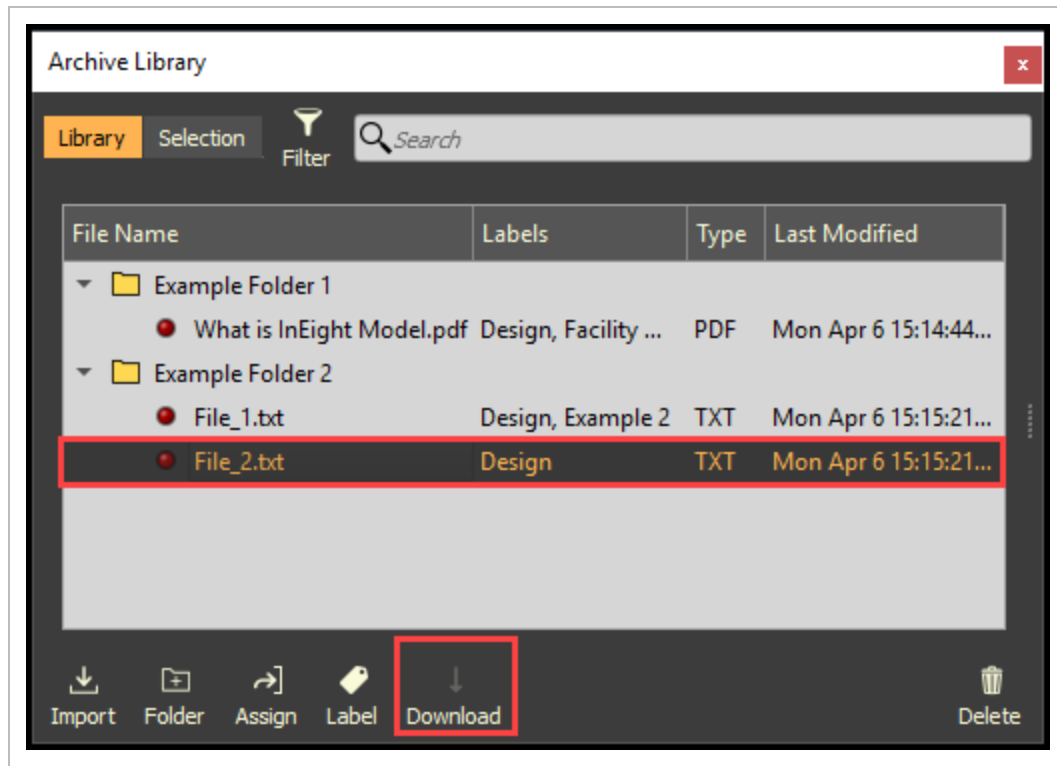 Archive Library x
Library Selection Filter Search
File Name Labels Type Last Modified
Example Folder 1
What is InEight Model.pdf Design, Facility ... PDF Mon Apr 6 15:14:44...
Example Folder 2
File_1.txt Design, Example 2 TXT Mon Apr 6 15:15:21...
File_2.txt Design TXT Mon Apr 6 15:15:21...
Import Folder Assign Label Download Delete